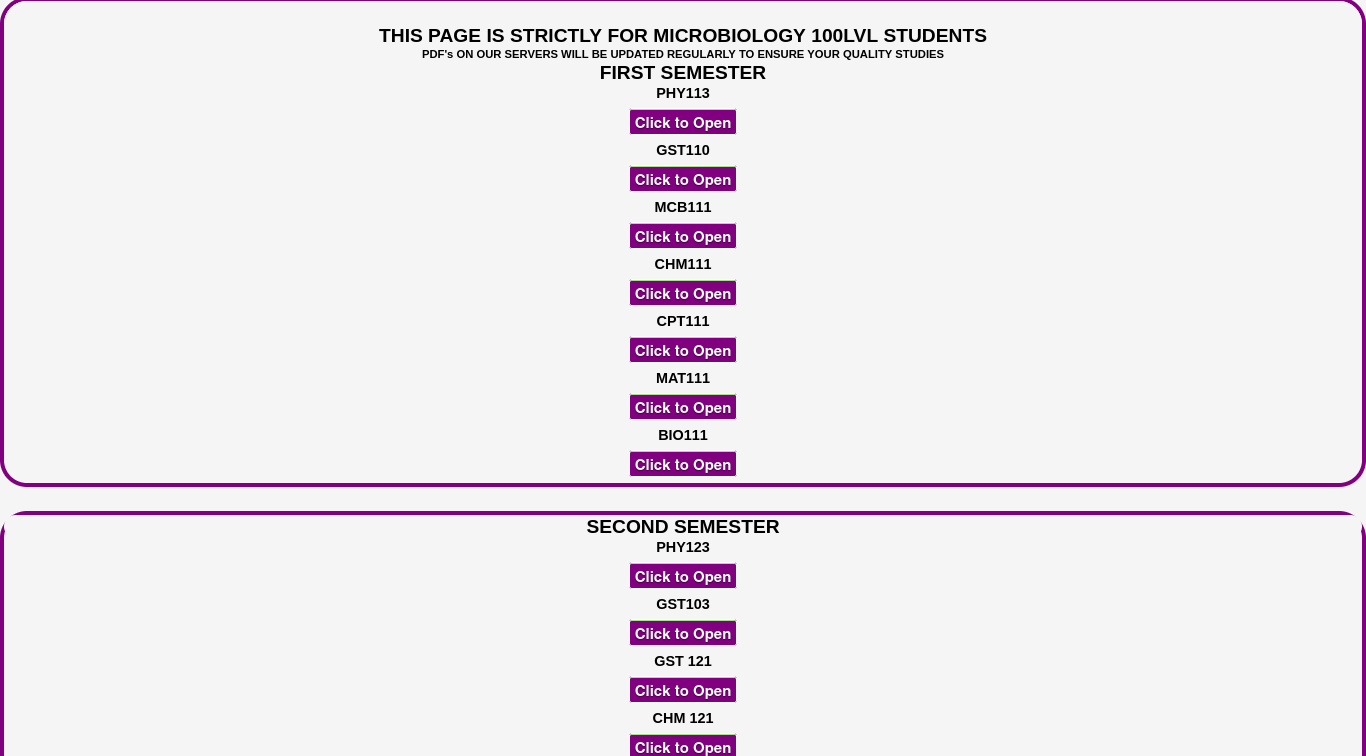 THIS PAGE IS STRICTLY FOR MICROBIOLOGY 100LVL STUDENTS
PDF's ON OUR SERVERS WILL BE UPDATED REGULARLY TO ENSURE YOUR QUALITY STUDIES
FIRST SEMESTER
PHY113
Click to Open
GST110
Click to Open
MCB111
Click to Open
CHM111
Click to Open
CPT111
Click to Open
MAT111
Click to Open
BIO111
Click to Open
SECOND SEMESTER
PHY123
Click to Open
GST103
Click to Open
GST 121
Click to Open
CHM 121
Click to Open